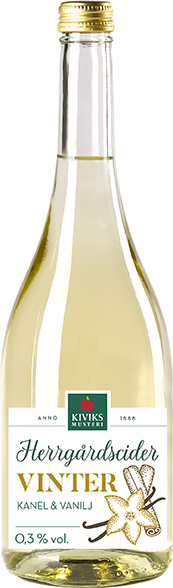 KIVIKS
MUSTERI
ANNO 1888
Herrgårdscider
VINTER
KANEL & VANILJ
0,3 % vol.